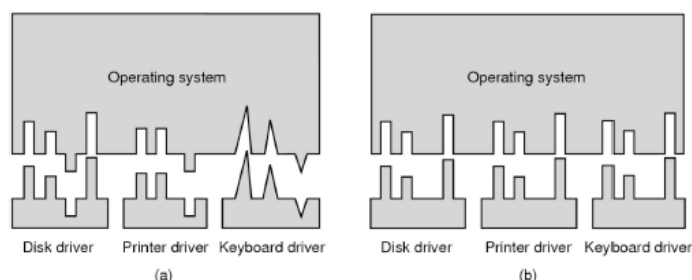 Operating system
Operating system
Disk driver Printer driver Keyboard driver
Disk driver Printer driver Keyboard driver
(a)
(b)